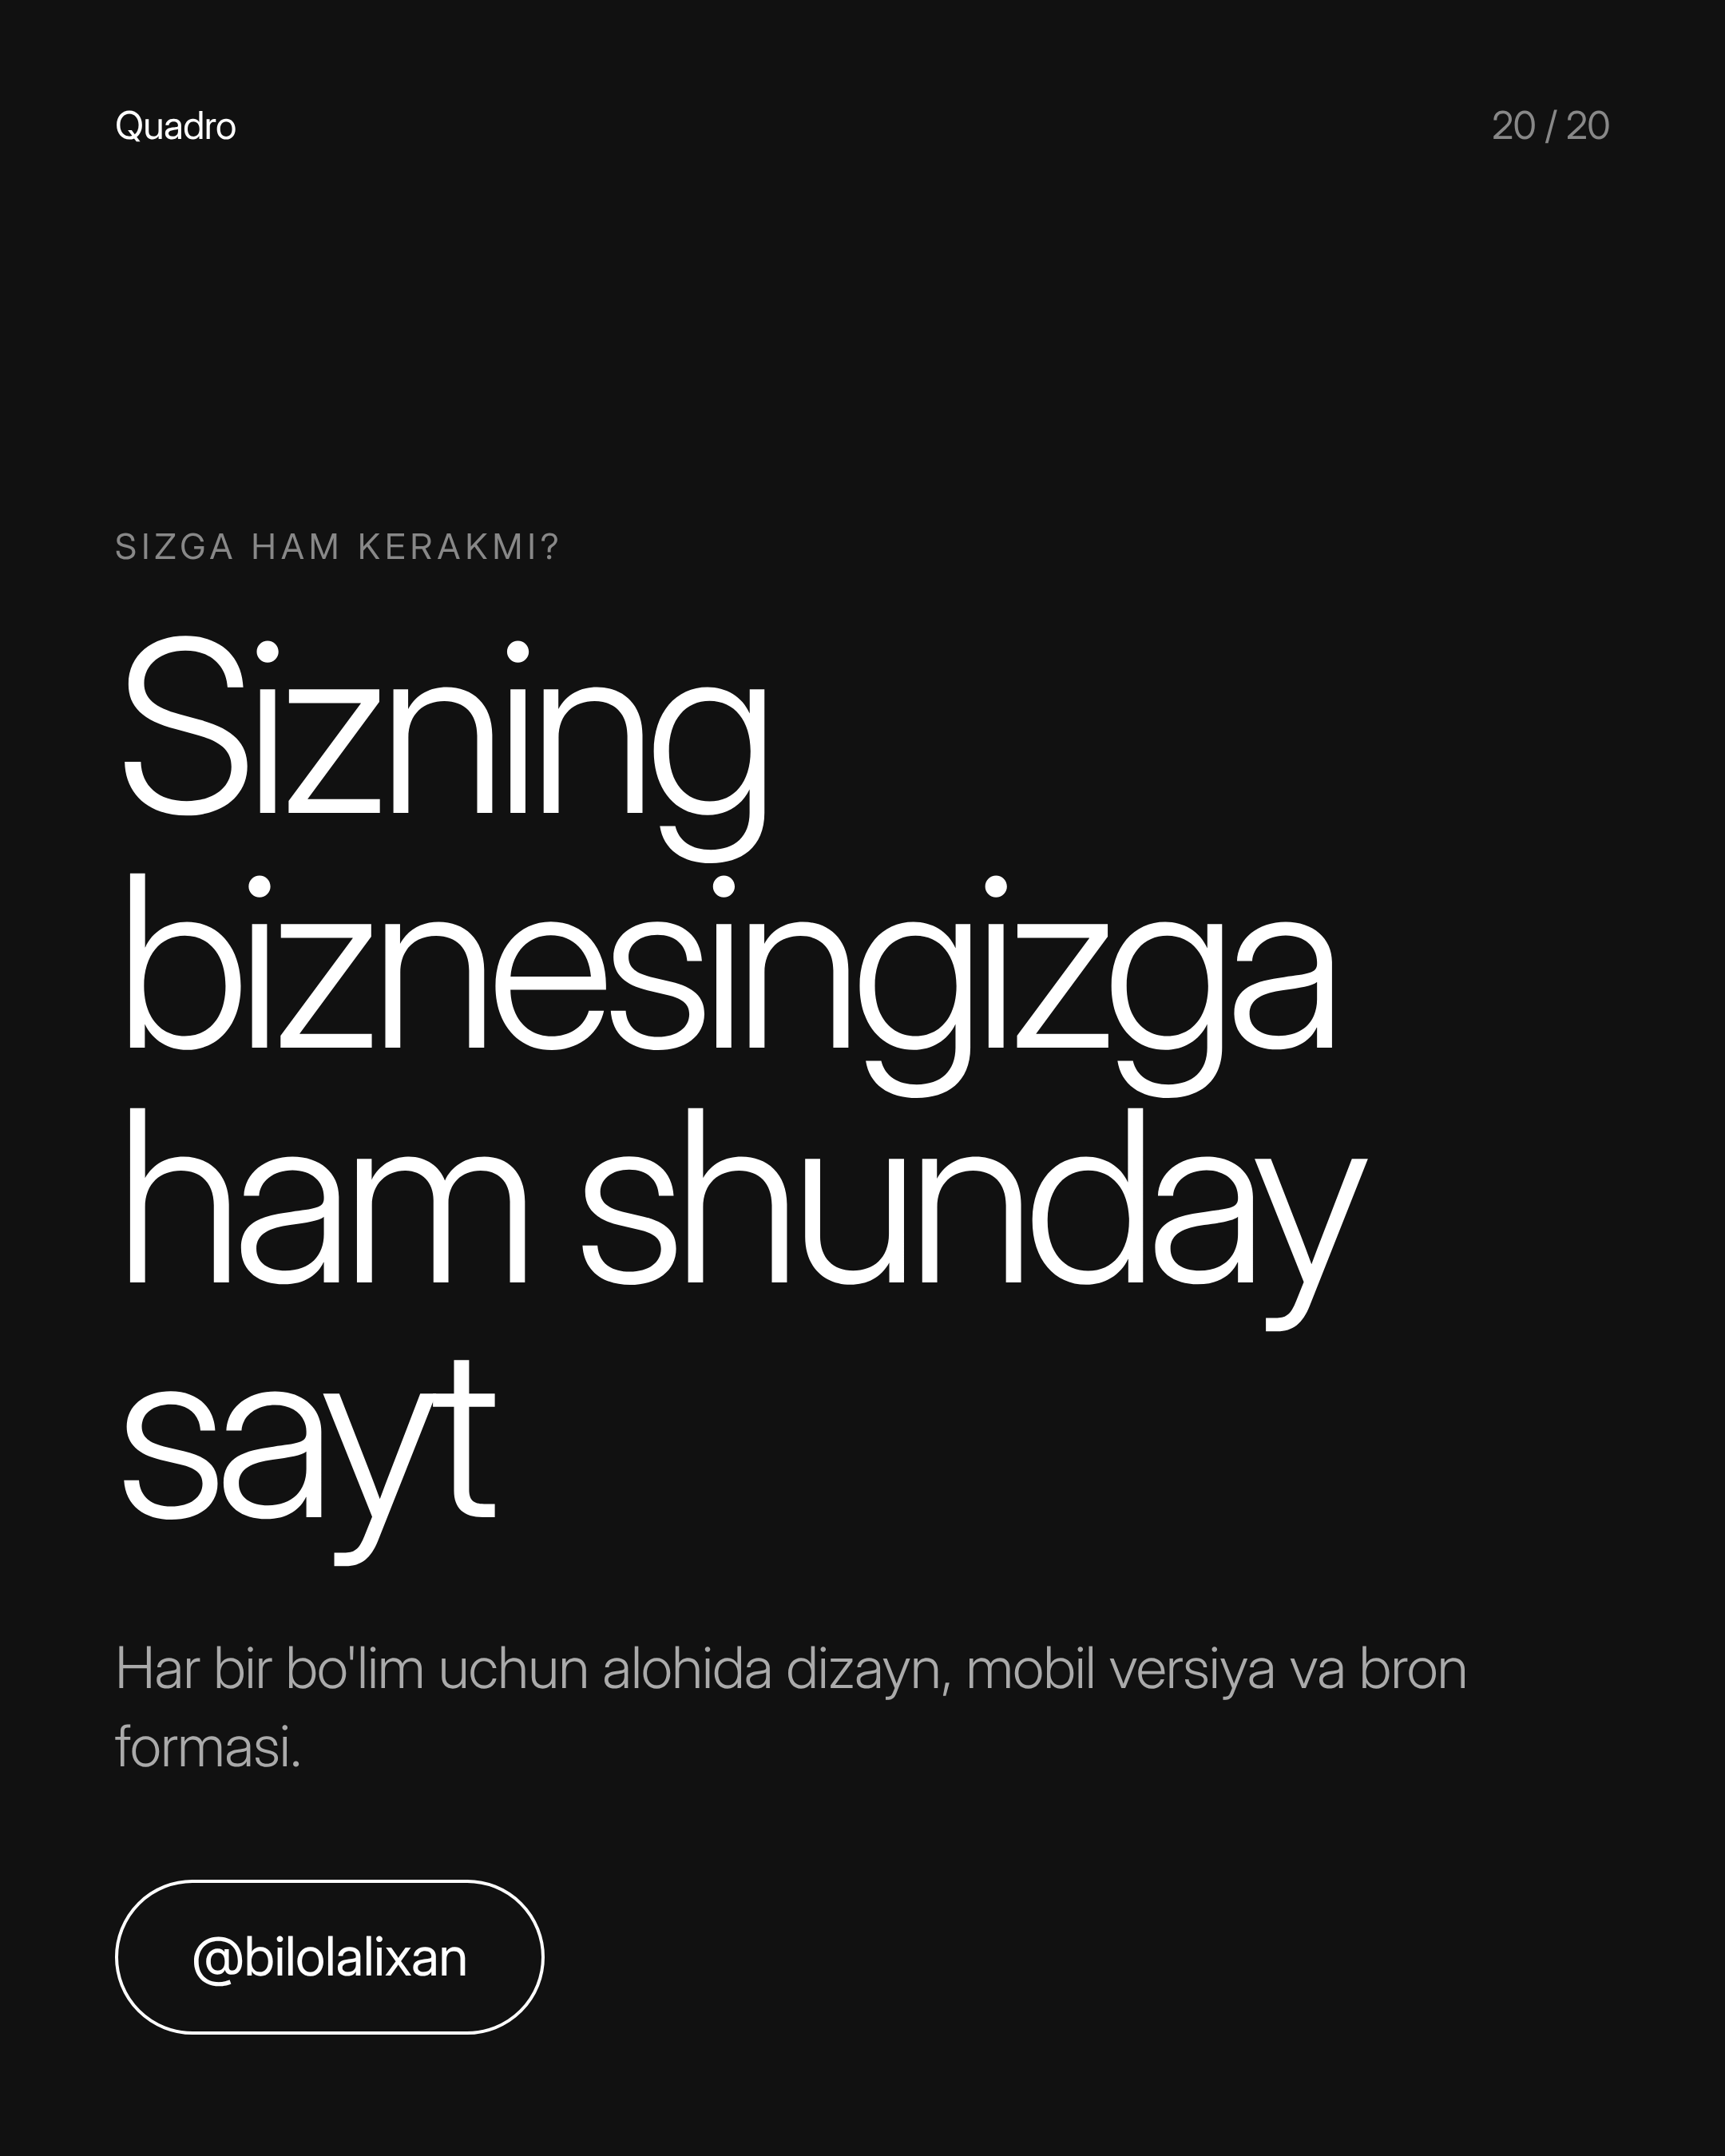 Quadro
20 / 20
SIZGA HAM KERAKMI?
Sizning
biznesingizga
ham shunday
sayt
Har bir bo'lim uchun alohida dizayn, mobil versiya va bron
formasi.
@bilolalixan